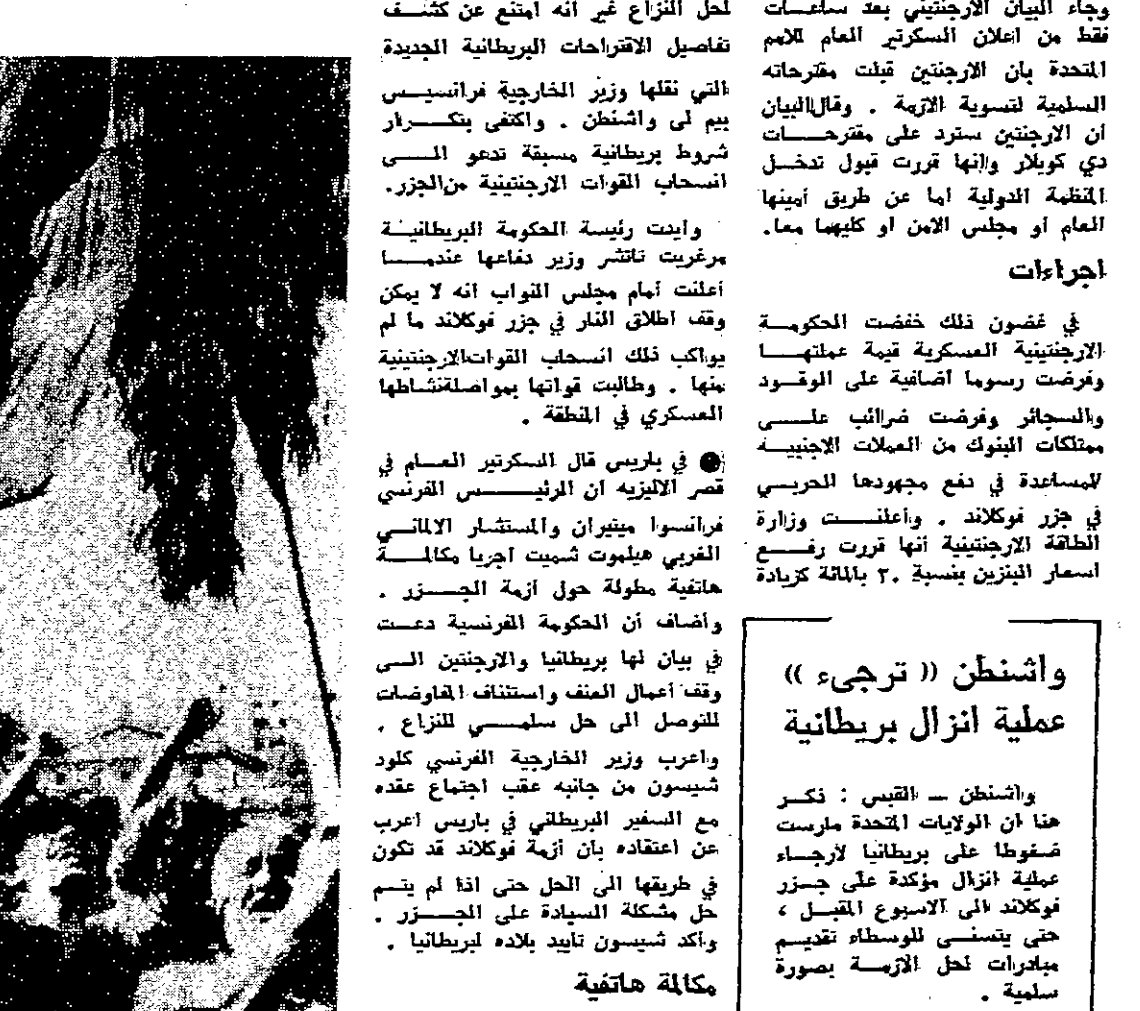 وجاء البيان الارجنتيني بعد ساعات
فقط من اعلان السكرتير العام للامم
المتحدة بان الارجنتين قبلت مقترحاته
السلمية لتسوية الازمة . وقال البيان
ان الارجنتين سترد على مقترحات
دي كويلار وانها قررت قبول تدخل
المنظمة الدولية اما عن طريق أمينها
العام أو مجلس الامن او كليهما معا.
اجراءات
في غضون ذلك خفضت الحكومة
الارجنتينية العسكرية قيمة عملتها
وفرضت رسوما اضافية على الوقود
والسجائر وفرضت ضرائب على
ممتلكات البنوك من العملات الاجنبية
للمساعدة في دفع مجهودها الحربي
في جزر فوكلاند . وأعلنت وزارة
الطاقة الارجنتينية أنها قررت رفع
اسعار البنزين بنسبة ٣٠ بالمائة كزيادة
واشنطن (( ترجىء ))
عملية انزال بريطانية
واشنطن — القبس : ذكر
هنا ان الولايات المتحدة مارست
ضغوطا على بريطانيا لارجاء
عملية انزال مؤكدة على جزر
فوكلاند الى الاسبوع المقبل ،
حتى يتسنى للوسطاء تقديم
مبادرات لحل الازمة بصورة
سلمية .
لحل النزاع غير أنه امتنع عن كشف
تفاصيل الاقتراحات البريطانية الجديدة
التي نقلها وزير الخارجية فرانسيس
بيم لى واشنطن . واكتفى بتكرار
شروط بريطانية مسبقة تدعو الى
انسحاب القوات الارجنتينية من الجزر.
وايدت رئيسة الحكومة البريطانية
مرغريت تاتشر وزير دفاعها عندما
أعلنت أمام مجلس النواب انه لا يمكن
وقف اطلاق النار في جزر فوكلاند ما لم
يواكب ذلك انسحاب القوات الارجنتينية
منها . وطالبت قواتها بمواصلة نشاطها
العسكري في المنطقة .
● في باريس قال السكرتير العام في
قصر الاليزيه ان الرئيس الفرنسي
فرانسوا ميتيران والمستشار الالماني
الغربي هيلموت شميت اجريا مكالمة
هاتفية مطولة حول أزمة الجزر .
وأضاف أن الحكومة الفرنسية دعت
في بيان لها بريطانيا والارجنتين الى
وقف أعمال العنف واستئناف المفاوضات
للتوصل الى حل سلمي للنزاع .
واعرب وزير الخارجية الفرنسي كلود
شيسون من جانبه عقب اجتماع عقده
مع السفير البريطاني في باريس اعرب
عن اعتقاده بان أزمة فوكلاند قد تكون
في طريقها الى الحل حتى اذا لم يتم
حل مشكلة السيادة على الجزر .
وأكد شيسون تاييد بلاده لبريطانيا .
مكالمة هاتفية